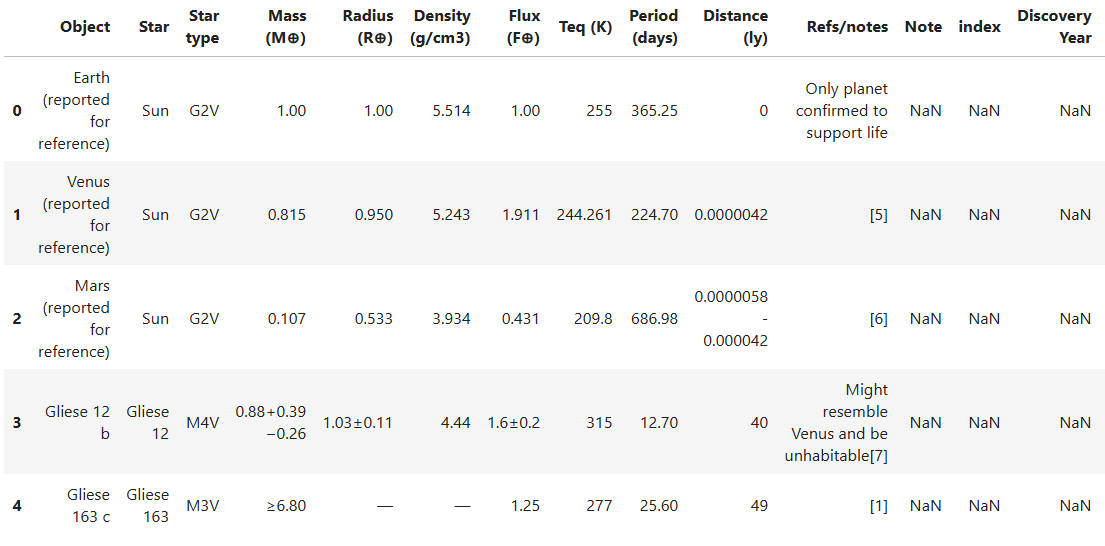 Object Star Star type Mass (M⊕) Radius (R⊕) Density (g/cm3) Flux (F⊕) Teq (K) Period (days) Distance (ly) Refs/notes Note index Discovery Year
0 Earth (reported for reference) Sun G2V 1.00 1.00 5.514 1.00 255 365.25 0 Only planet confirmed to support life NaN NaN NaN
1 Venus (reported for reference) Sun G2V 0.815 0.950 5.243 1.911 244.261 224.70 0.0000042 [5] NaN NaN NaN
2 Mars (reported for reference) Sun G2V 0.107 0.533 3.934 0.431 209.8 686.98 0.0000058 - 0.000042 [6] NaN NaN NaN
3 Gliese 12 b Gliese 12 M4V 0.88+0.39 −0.26 1.03±0.11 4.44 1.6±0.2 315 12.70 40 Might resemble Venus and be unhabitable[7] NaN NaN NaN
4 Gliese 163 c Gliese 163 M3V ≥6.80 — — 1.25 277 25.60 49 [1] NaN NaN NaN